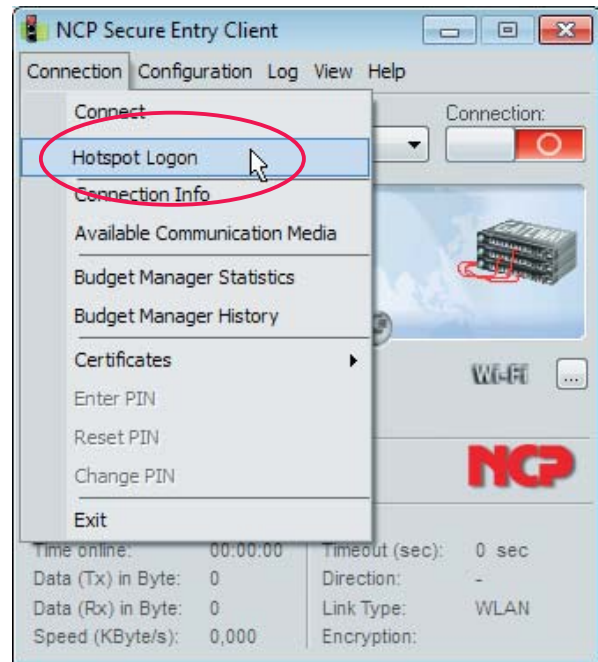 NCP Secure Entry Client
Connection Configuration Log View Help
Connect
Connection:
Hotspot Logon
Connection Info
Available Communication Media
Budget Manager Statistics
Budget Manager History
Certificates
Wi-Fi ...
Enter PIN
Reset PIN
Change PIN
NCP
Exit
Time online: 00:00:00 Timeout (sec): 0 sec
Data (Tx) in Byte: 0 Direction: -
Data (Rx) in Byte: 0 Link Type: WLAN
Speed (KByte/s): 0,000 Encryption: